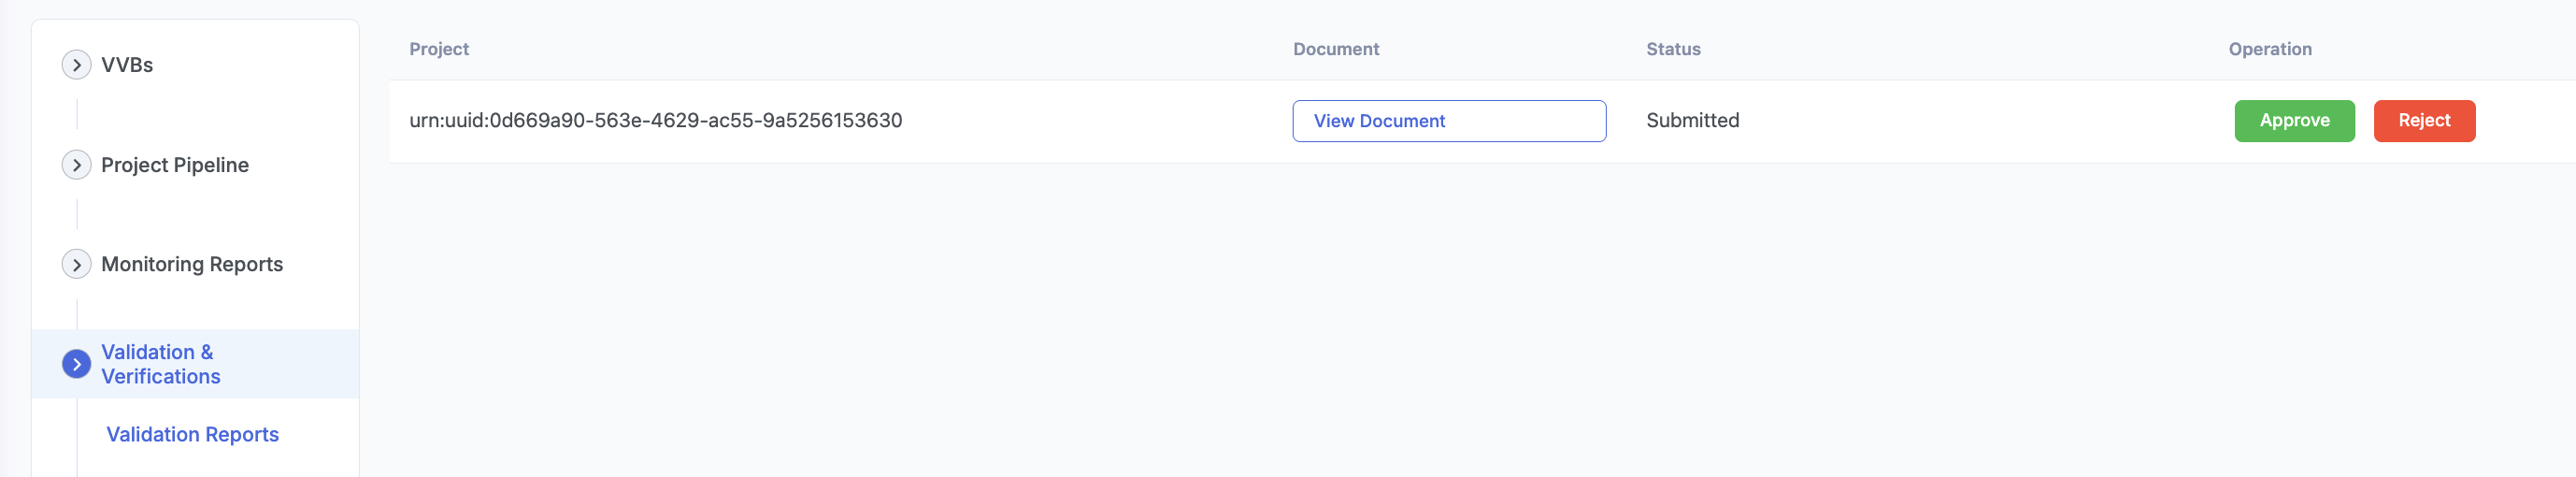 VVBs
Project Pipeline
Monitoring Reports
Validation &
Verifications
Validation Reports
Project Document Status Operation
urn:uuid:0d669a90-563e-4629-ac55-9a5256153630 View Document Submitted Approve Reject